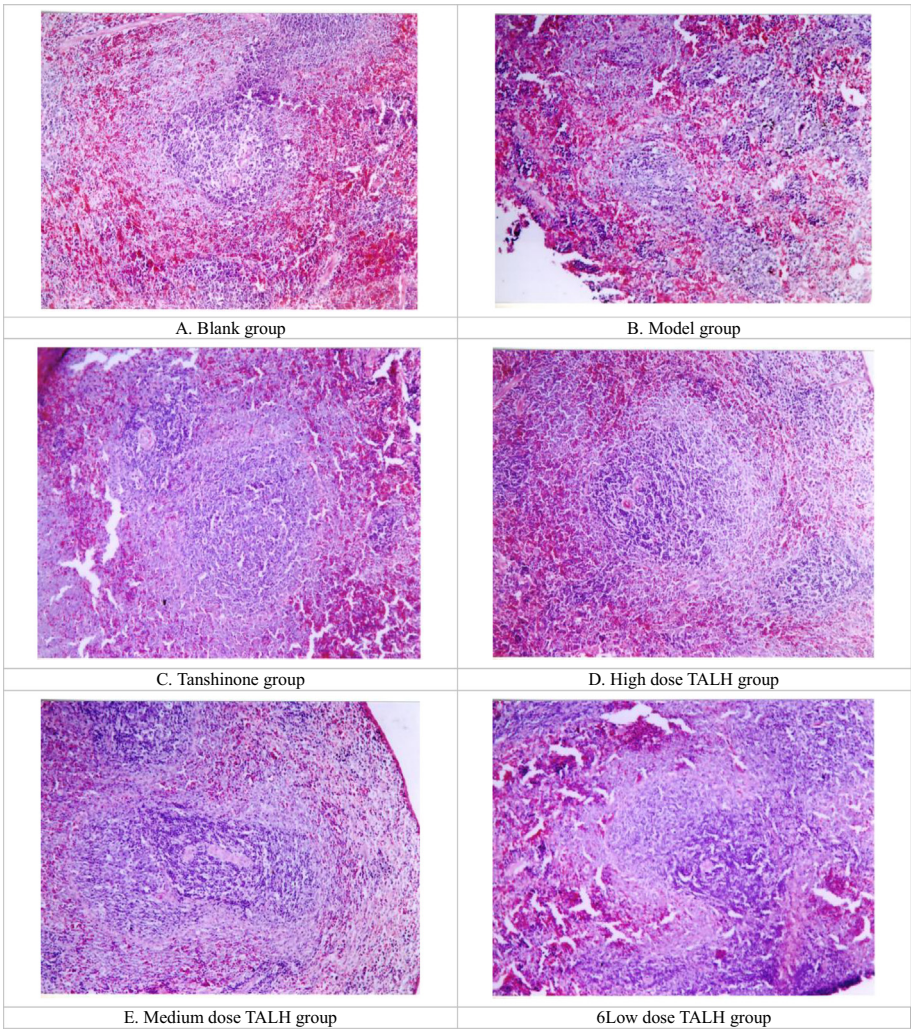 A. Blank group
B. Model group
C. Tanshinone group
D. High dose TALH group
E. Medium dose TALH group
6Low dose TALH group